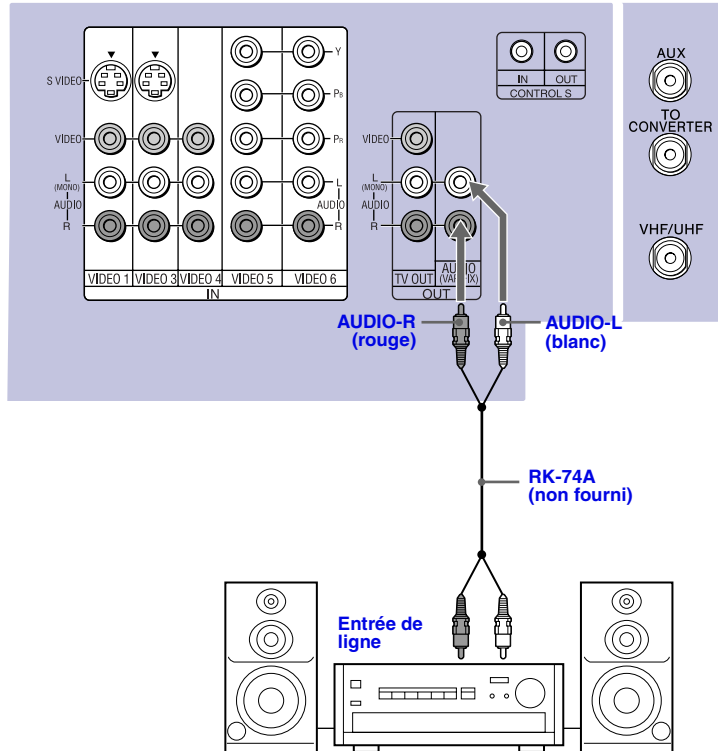 S VIDEO
VIDEO
L
(MONO)
AUDIO
R
Y
PB
PR
L
AUDIO
R
VIDEO 1
VIDEO 3
VIDEO 4
VIDEO 5
VIDEO 6
IN
VIDEO
L
(MONO)
AUDIO
R
TV OUT
AUDIO
OUT
IN
OUT
CONTROL S
AUX
TO
CONVERTER
VHF/UHF
AUDIO-R
(rouge)
AUDIO-L
(blanc)
RK-74A
(non fourni)
Entrée de
ligne